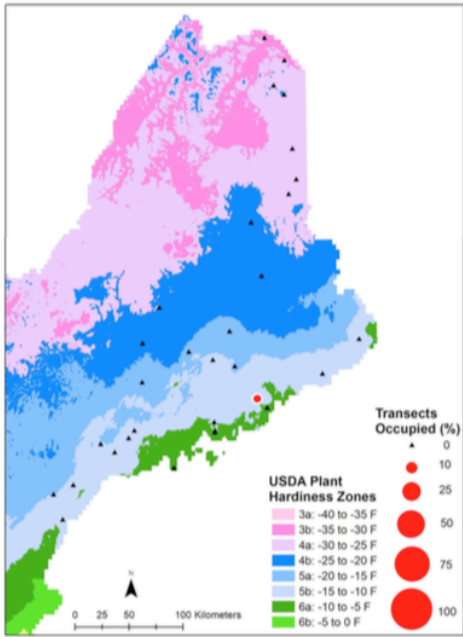 Transects
Occupied (%)
0
10
25
50
75
100
USDA Plant
Hardiness Zones
3a: -40 to -35 F
3b: -35 to -30 F
4a: -30 to -25 F
4b: -25 to -20 F
5a: -20 to -15 F
5b: -15 to -10 F
6a: -10 to -5 F
6b: -5 to 0 F
N
0 25 50 100 Kilometers